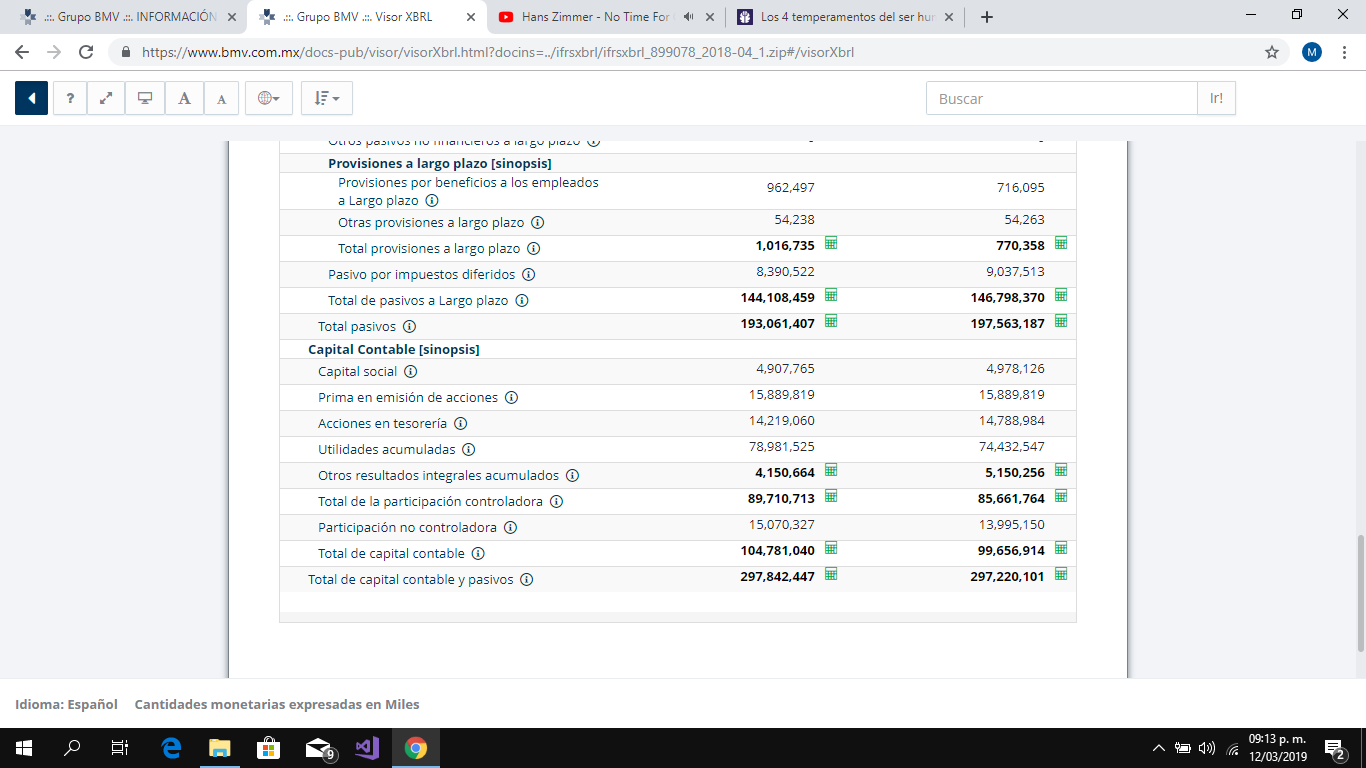 .::. Grupo BMV .::. INFORMACIÓN
.::. Grupo BMV .::. Visor XBRL
Hans Zimmer - No Time For
Los 4 temperamentos del ser hur
https://www.bmv.com.mx/docs-pub/visor/visorXbrl.html?docins=../ifrsxbrl/ifrsxbrl_899078_2018-04_1.zip#/visorXbrl
M
? A A Buscar Ir!
Otros pasivos no financieros a largo plazo - -
Provisiones a largo plazo [sinopsis]
Provisiones por beneficios a los empleados
a Largo plazo 962,497 716,095
Otras provisiones a largo plazo 54,238 54,263
Total provisiones a largo plazo 1,016,735 770,358
Pasivo por impuestos diferidos 8,390,522 9,037,513
Total de pasivos a Largo plazo 144,108,459 146,798,370
Total pasivos 193,061,407 197,563,187
Capital Contable [sinopsis]
Capital social 4,907,765 4,978,126
Prima en emisión de acciones 15,889,819 15,889,819
Acciones en tesorería 14,219,060 14,788,984
Utilidades acumuladas 78,981,525 74,432,547
Otros resultados integrales acumulados 4,150,664 5,150,256
Total de la participación controladora 89,710,713 85,661,764
Participación no controladora 15,070,327 13,995,150
Total de capital contable 104,781,040 99,656,914
Total de capital contable y pasivos 297,842,447 297,220,101
Idioma: Español Cantidades monetarias expresadas en Miles
9
09:13 p. m.
12/03/2019
2